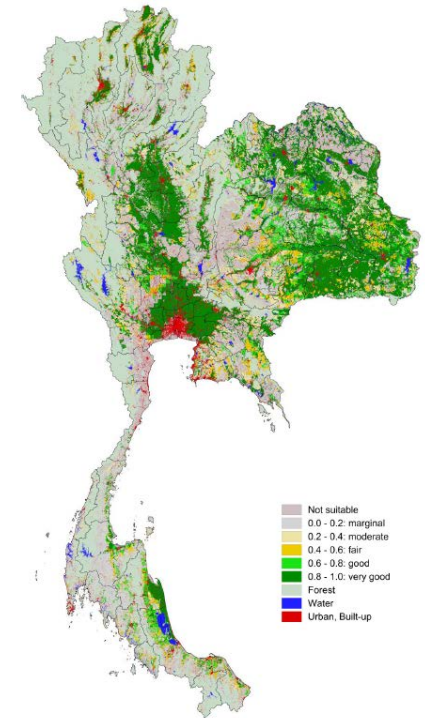 Not suitable
0.0 - 0.2: marginal
0.2 - 0.4: moderate
0.4 - 0.6: fair
0.6 - 0.8: good
0.8 - 1.0: very good
Forest
Water
Urban, Built-up